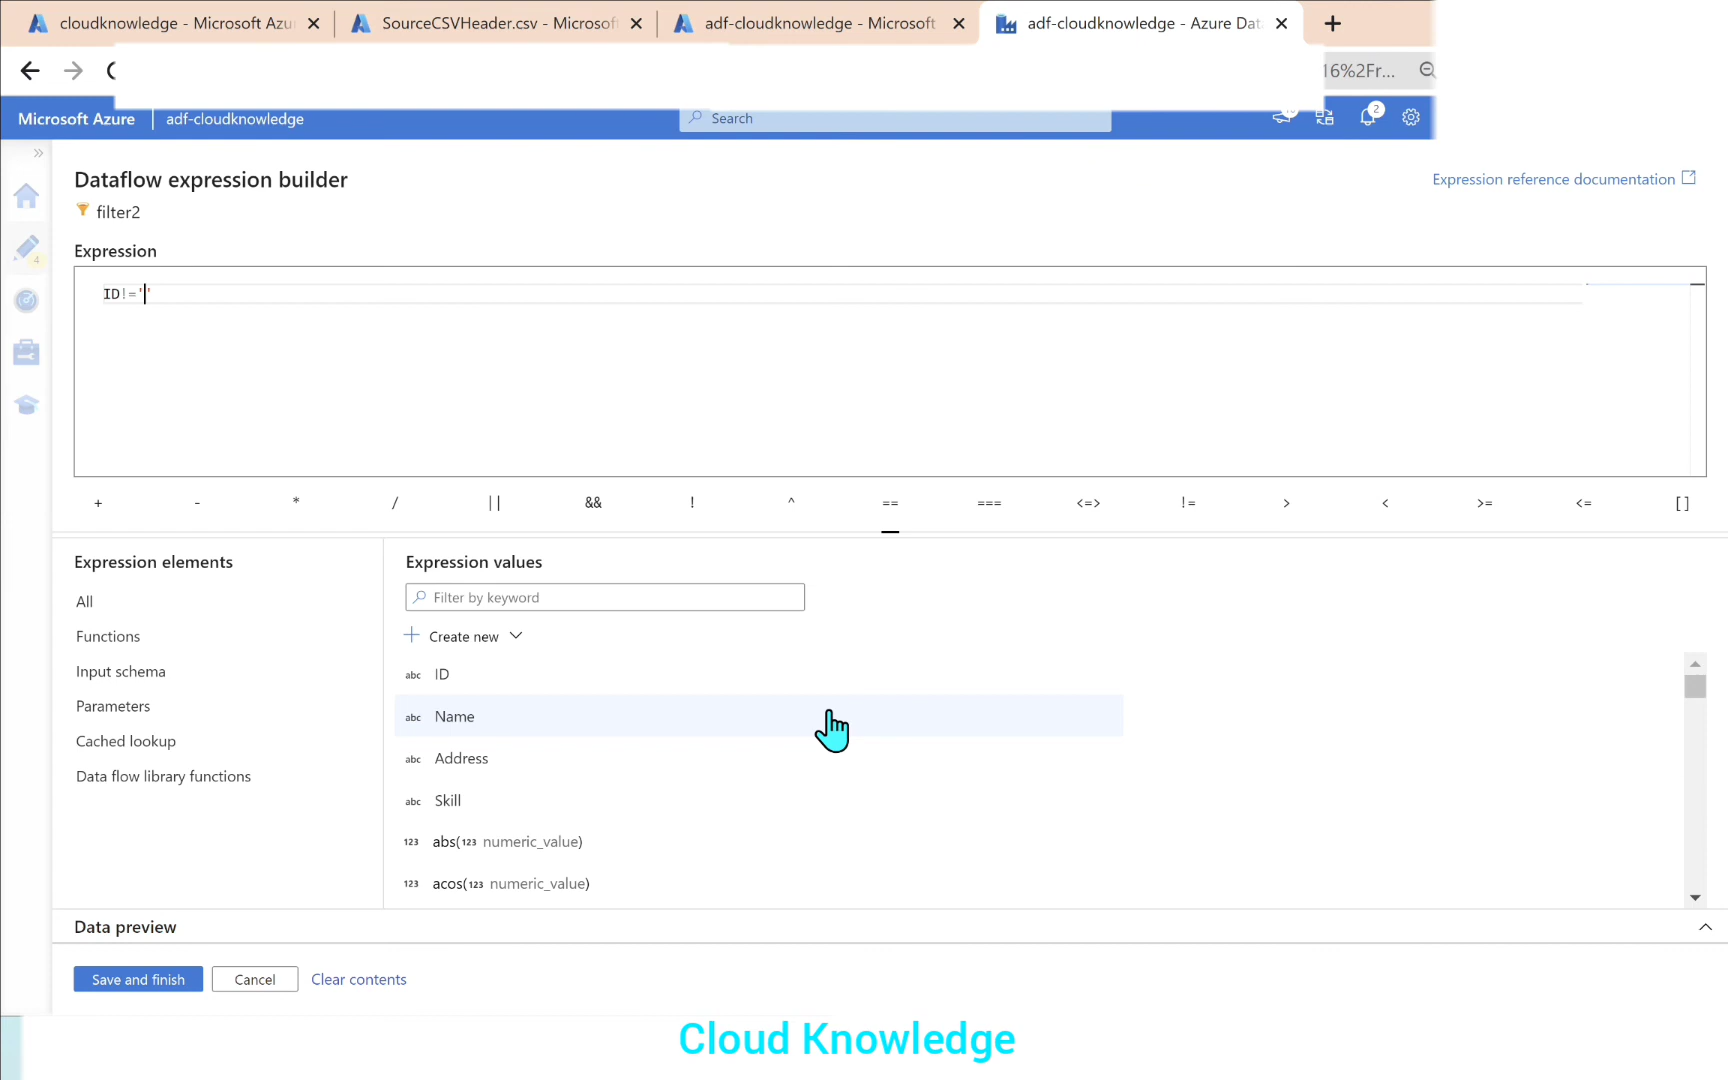 cloudknowledge - Microsoft Azu
SourceCSVHeader.csv - Microsoft
adf-cloudknowledge - Microsoft
adf-cloudknowledge - Azure Dat
16%2Fr...
Microsoft Azure
adf-cloudknowledge
Search
2
Dataflow expression builder
Expression reference documentation
filter2
4
Expression
ID!=''
+ - * / || && ! ^ == === <=> != > < >= <= []
Expression elements
All
Functions
Input schema
Parameters
Cached lookup
Data flow library functions
Expression values
Filter by keyword
Create new
abc ID
abc Name
abc Address
abc Skill
123 abs(123 numeric_value)
123 acos(123 numeric_value)
Data preview
Save and finish
Cancel
Clear contents
Cloud Knowledge